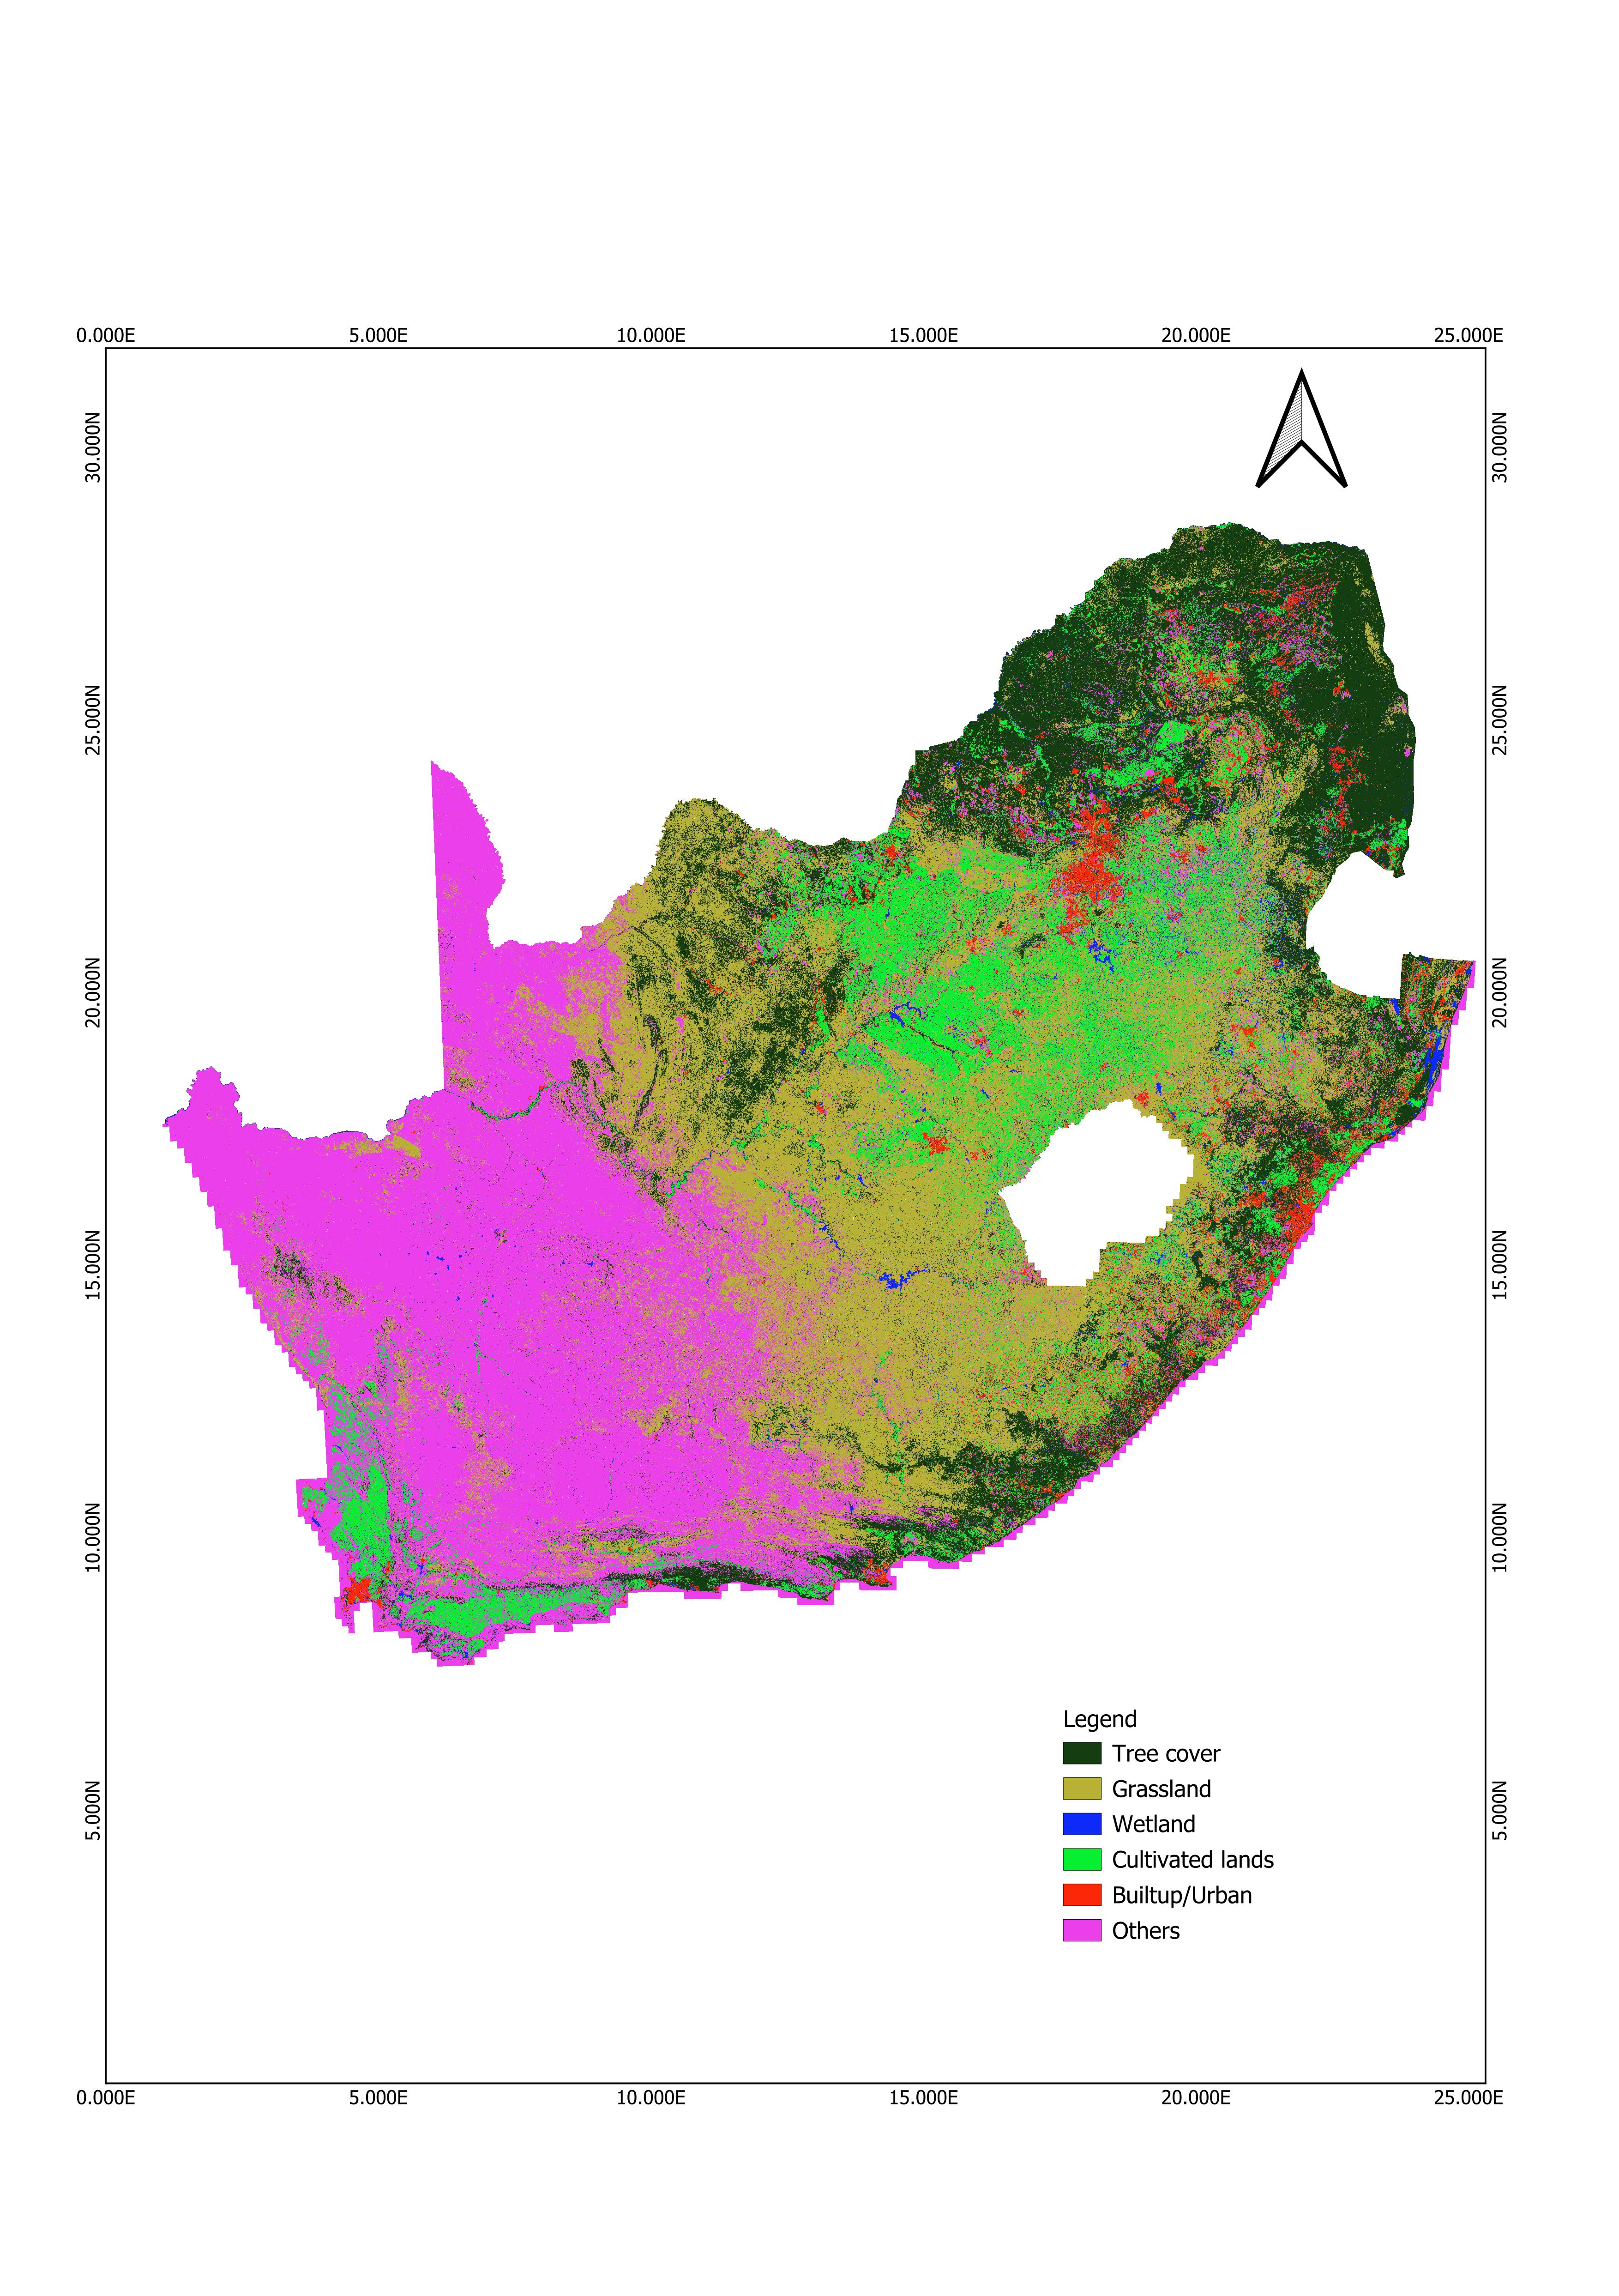 0.000E 5.000E 10.000E 15.000E 20.000E 25.000E
30.000N 30.000N
25.000N 25.000N
20.000N 20.000N
15.000N 15.000N
10.000N 10.000N
Legend
Tree cover
Grassland
5.000N 5.000N
Wetland
Cultivated lands
Builtup/Urban
Others
0.000E 5.000E 10.000E 15.000E 20.000E 25.000E